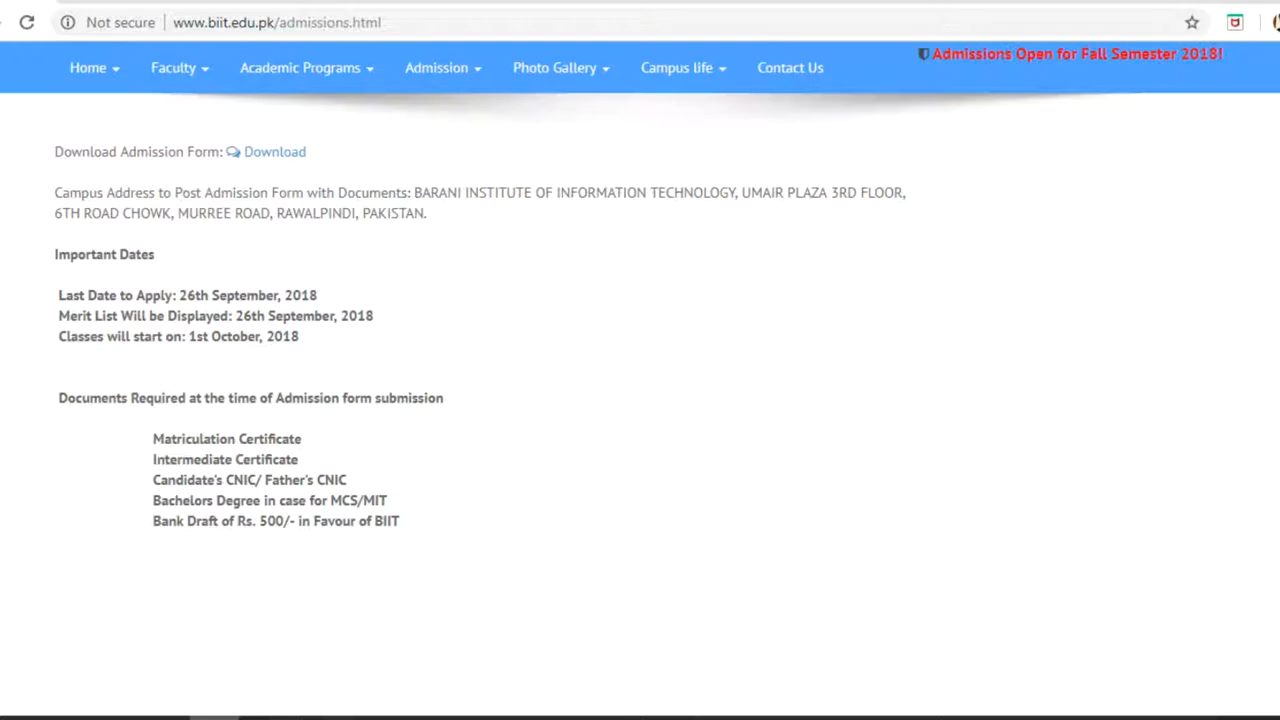 Not secure www.biit.edu.pk/admissions.html
Admissions Open for Fall Semester 2018!
Home Faculty Academic Programs Admission Photo Gallery Campus life Contact Us
Download Admission Form: Download
Campus Address to Post Admission Form with Documents: BARANI INSTITUTE OF INFORMATION TECHNOLOGY, UMAIR PLAZA 3RD FLOOR,
6TH ROAD CHOWK, MURREE ROAD, RAWALPINDI, PAKISTAN.
Important Dates
Last Date to Apply: 26th September, 2018
Merit List Will be Displayed: 26th September, 2018
Classes will start on: 1st October, 2018
Documents Required at the time of Admission form submission
Matriculation Certificate
Intermediate Certificate
Candidate's CNIC/ Father's CNIC
Bachelors Degree in case for MCS/MIT
Bank Draft of Rs. 500/- in Favour of BIIT